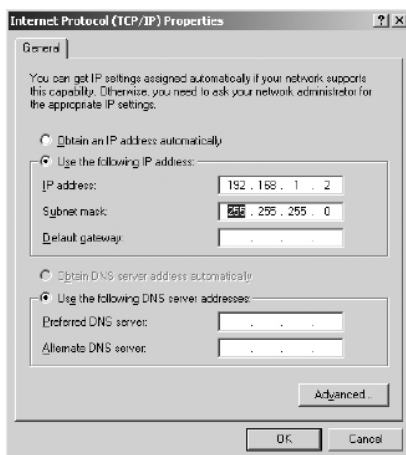 Internet Protocol (TCP/IP) Properties ? X
General
You can get IP settings assigned automatically if your network supports
this capability. Otherwise, you need to ask your network administrator for
the appropriate IP settings.
Obtain an IP address automatically
Use the following IP address:
IP address: 192 . 168 . 1 . 2
Subnet mask: 255 . 255 . 255 . 0
Default gateway: . . .
Obtain DNS server address automatically
Use the following DNS server addresses:
Preferred DNS server: . . .
Alternate DNS server: . . .
Advanced...
OK Cancel